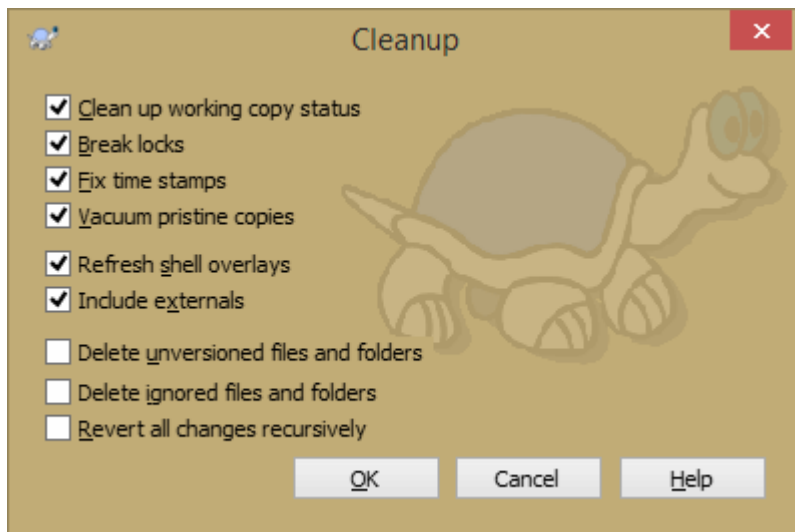 Cleanup
Clean up working copy status
Break locks
Fix time stamps
Vacuum pristine copies
Refresh shell overlays
Include externals
Delete unversioned files and folders
Delete ignored files and folders
Revert all changes recursively
OK Cancel Help